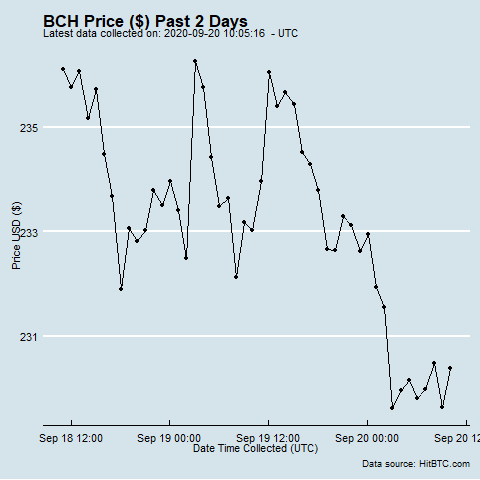 BCH Price ($) Past 2 Days
Latest data collected on: 2020-09-20 10:05:16 - UTC
Price USD ($)
235
233
231
Sep 18 12:00
Sep 19 00:00
Sep 19 12:00
Sep 20 00:00
Sep 20 12
Date Time Collected (UTC)
Data source: HitBTC.com